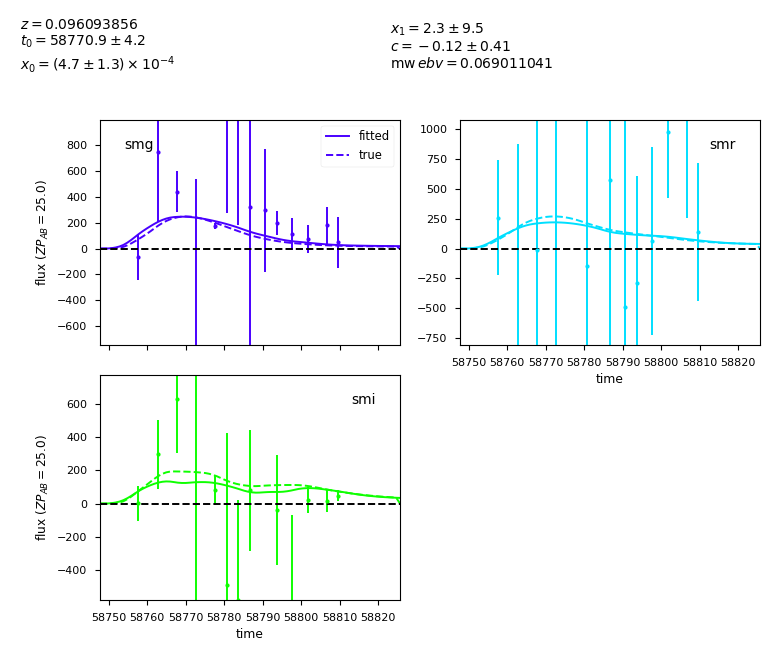 z = 0.096093856
t₀ = 58770.9 ± 4.2
x₀ = (4.7 ± 1.3) × 10⁻⁴
x₁ = 2.3 ± 9.5
c = −0.12 ± 0.41
mw ebv = 0.069011041
smg
fitted
true
800
600
400
200
0
−200
−400
−600
flux (ZP_AB = 25.0)
smr
1000
750
500
250
0
−250
−500
−750
58750 58760 58770 58780 58790 58800 58810 58820
time
smi
600
400
200
0
−200
−400
flux (ZP_AB = 25.0)
58750 58760 58770 58780 58790 58800 58810 58820
time